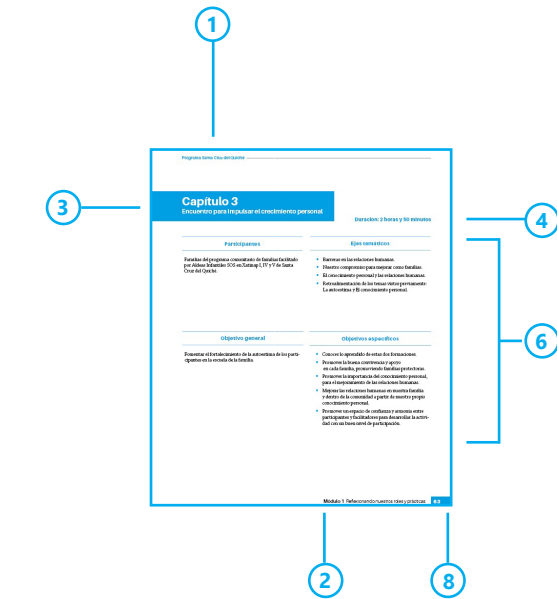 1
Programa Santa Cruz del Quiché
3
Capítulo 3
Encuentro para impulsar el crecimiento personal
Duración: 2 horas y 50 minutos
4
Participantes
Familias del programa comunitario de familias facilitado
por Aldeas Infantiles SOS en Xatinap I, IV y V de Santa
Cruz del Quiché.
Ejes temáticos
• Barreras en las relaciones humanas.
• Nuestro compromiso para mejorar como familias.
• El conocimiento personal y las relaciones humanas.
• Retroalimentación de los temas vistos previamente:
La autoestima y El conocimiento personal.
6
Objetivo general
Fomentar el fortalecimiento de la autoestima de los parti-
cipantes en la escuela de la familia.
Objetivos específicos
• Conocer lo aprendido de estas dos formaciones.
• Promover la buena convivencia y apoyo
en cada familia, promoviendo familias protectoras.
• Promover la importancia del conocimiento personal,
para el mejoramiento de las relaciones humanas.
• Mejorar las relaciones humanas en nuestra familia
y dentro de la comunidad a partir de nuestro propio
conocimiento personal.
• Promover un espacio de confianza y armonía entre
participantes y facilitadores para desarrollar la activi-
dad con un buen nivel de participación.
Módulo 1 Reflexionando nuestros roles y prácticas 63
2
8